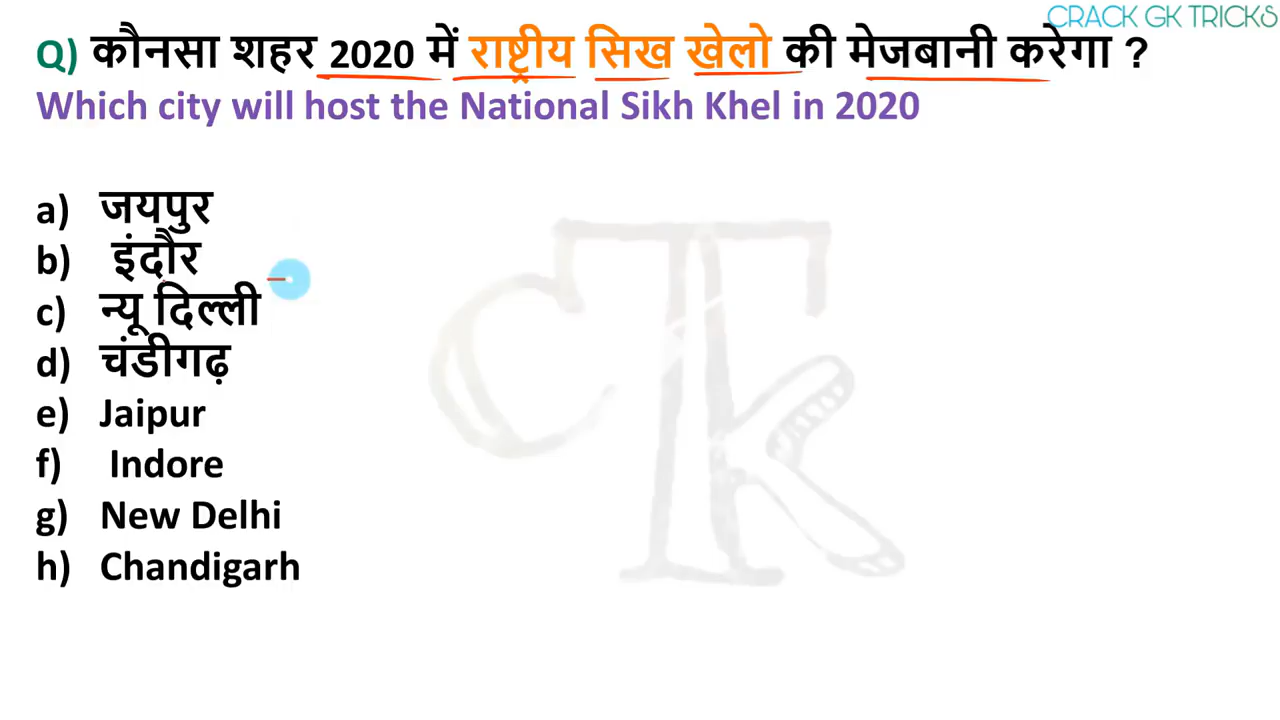 CRACK GK TRICKS
Q) कौनसा शहर 2020 में राष्ट्रीय सिख खेलो की मेजबानी करेगा ?
Which city will host the National Sikh Khel in 2020
a) जयपुर
b) इंदौर
c) न्यू दिल्ली
d) चंडीगढ़
e) Jaipur
f) Indore
g) New Delhi
h) Chandigarh
CTk